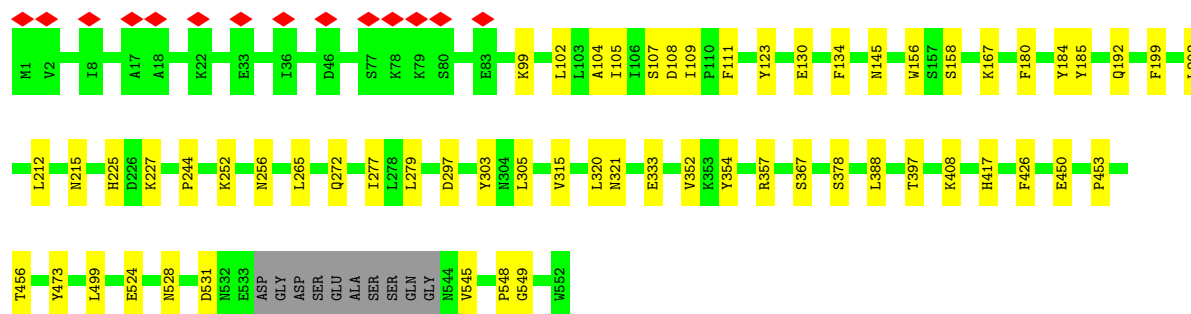 M1 V2 I8 A17 A18 K22 E33 I36 D46 S77 K78 K79 S80 E83 K99 L102 L103 A104 I105 I106 S107 D108 I109 P110 F111 Y123 E130 F134 N145 W156 S157 S158 K167 F180 Y184 Y185 Q192 F199
L212 N215 H225 D226 K227 P244 K252 N256 L265 Q272 I277 L278 L279 D297 Y303 N304 L305 V315 L320 N321 E333 V352 K353 Y354 R357 S367 S378 L388 T397 K408 H417 F426 E450 P453
T456 Y473 L499 E524 N528 D531 N532 E533 ASP GLY ASP SER GLU ALA SER SER GLN GLY N544 V545 P548 G549 W552